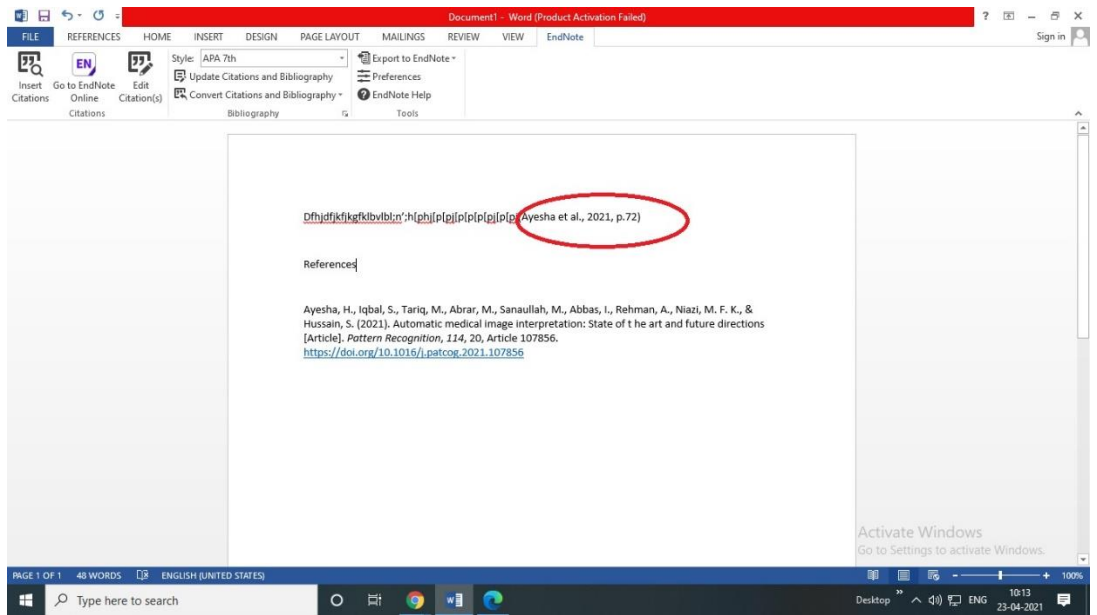 Document1 - Word (Product Activation Failed)
FILE REFERENCES HOME INSERT DESIGN PAGE LAYOUT MAILINGS REVIEW VIEW EndNote Sign in
Insert Citations
Go to EndNote Online
Edit Citation(s)
Citations
Style: APA 7th
Update Citations and Bibliography
Convert Citations and Bibliography
Bibliography
Export to EndNote
Preferences
EndNote Help
Tools
Ayesha et al., 2021, p.72)
References
Ayesha, H., Iqbal, S., Tariq, M., Abrar, M., Sanaullah, M., Abbas, I., Rehman, A., Niazi, M. F. K., &
Hussain, S. (2021). Automatic medical image interpretation: State of t he art and future directions
[Article]. Pattern Recognition, 114, 20, Article 107856.
https://doi.org/10.1016/j.patcog.2021.107856
Activate Windows
Go to Settings to activate Windows.
PAGE 1 OF 1 48 WORDS ENGLISH (UNITED STATES) 100%
Type here to search
Desktop ENG
10:13
23-04-2021